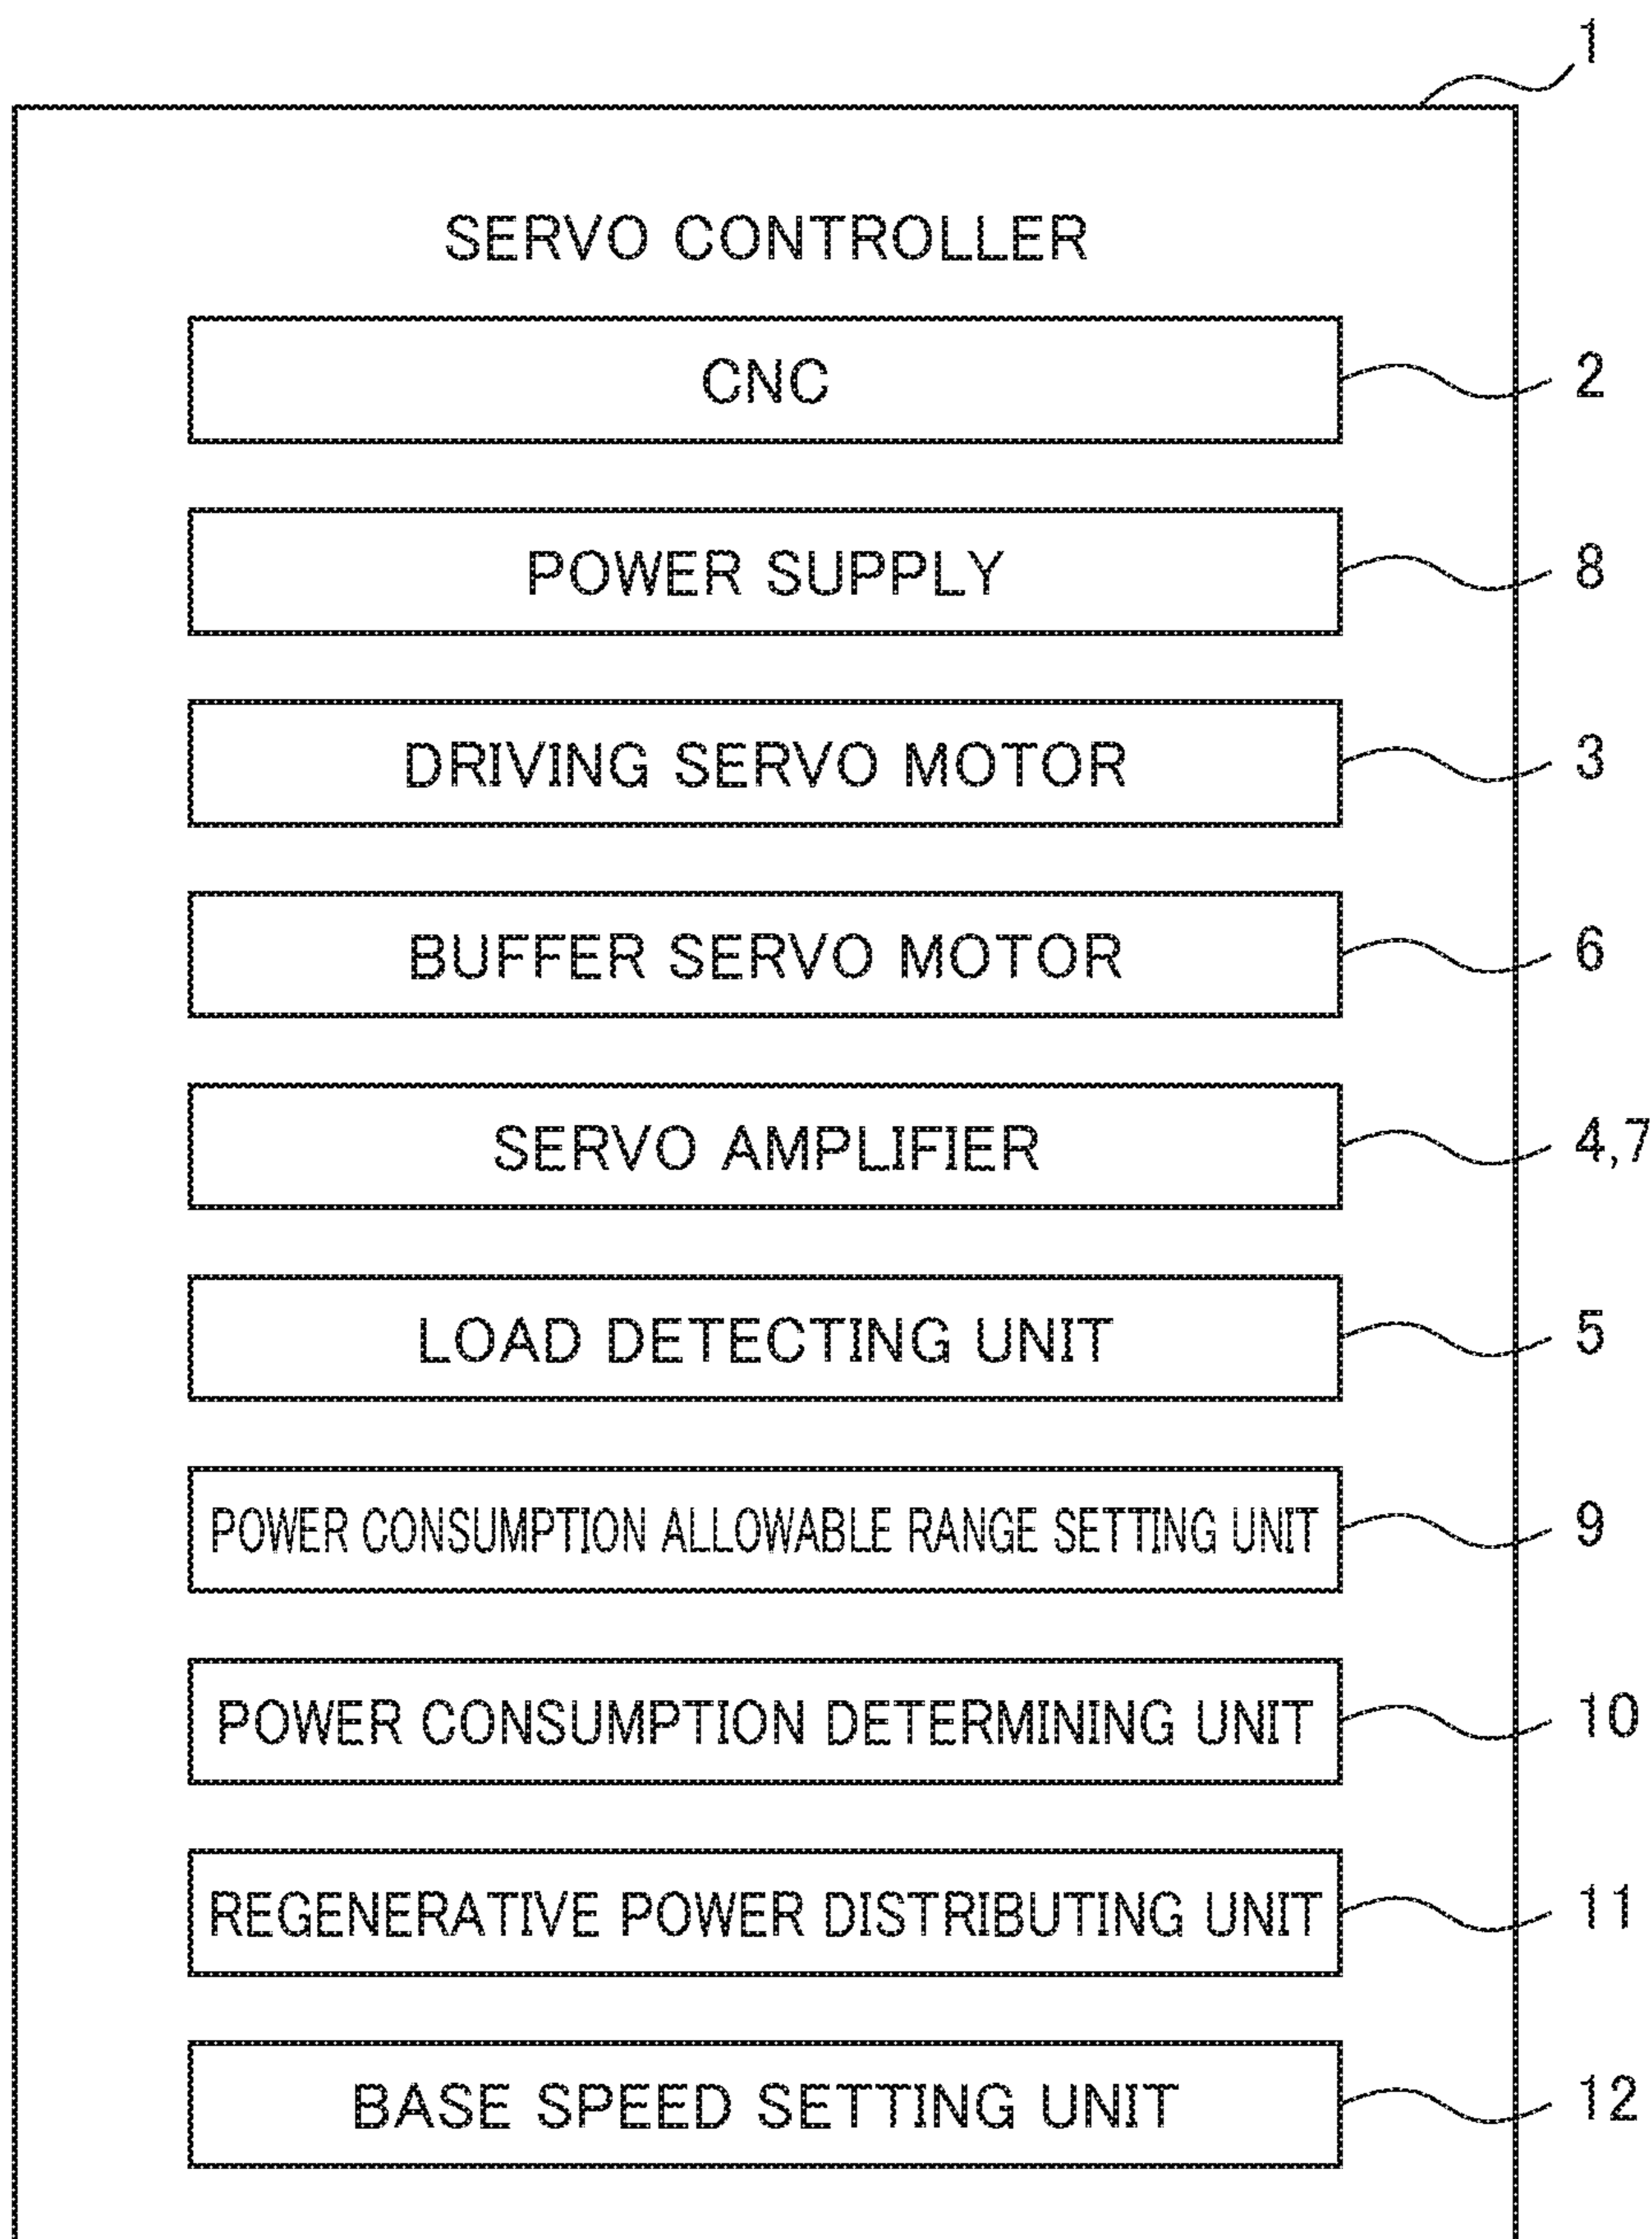 1
SERVO CONTROLLER
CNC 2
POWER SUPPLY 8
DRIVING SERVO MOTOR 3
BUFFER SERVO MOTOR 6
SERVO AMPLIFIER 4,7
LOAD DETECTING UNIT 5
POWER CONSUMPTION ALLOWABLE RANGE SETTING UNIT 9
POWER CONSUMPTION DETERMINING UNIT 10
REGENERATIVE POWER DISTRIBUTING UNIT 11
BASE SPEED SETTING UNIT 12